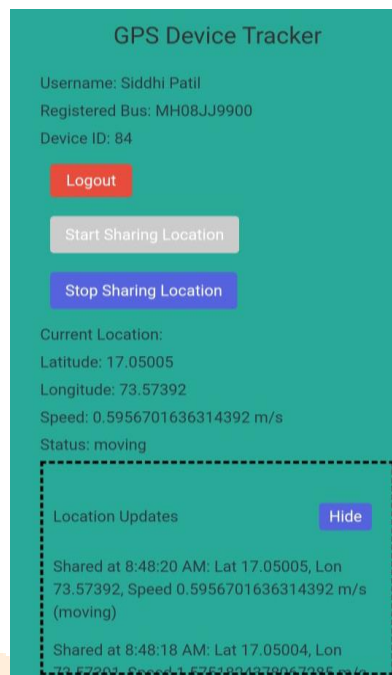 GPS Device Tracker
Username: Siddhi Patil
Registered Bus: MH08JJ9900
Device ID: 84
Logout
Start Sharing Location
Stop Sharing Location
Current Location:
Latitude: 17.05005
Longitude: 73.57392
Speed: 0.5956701636314392 m/s
Status: moving
Location Updates
Hide
Shared at 8:48:20 AM: Lat 17.05005, Lon
73.57392, Speed 0.5956701636314392 m/s
(moving)
Shared at 8:48:18 AM: Lat 17.05004, Lon
Speed m/s